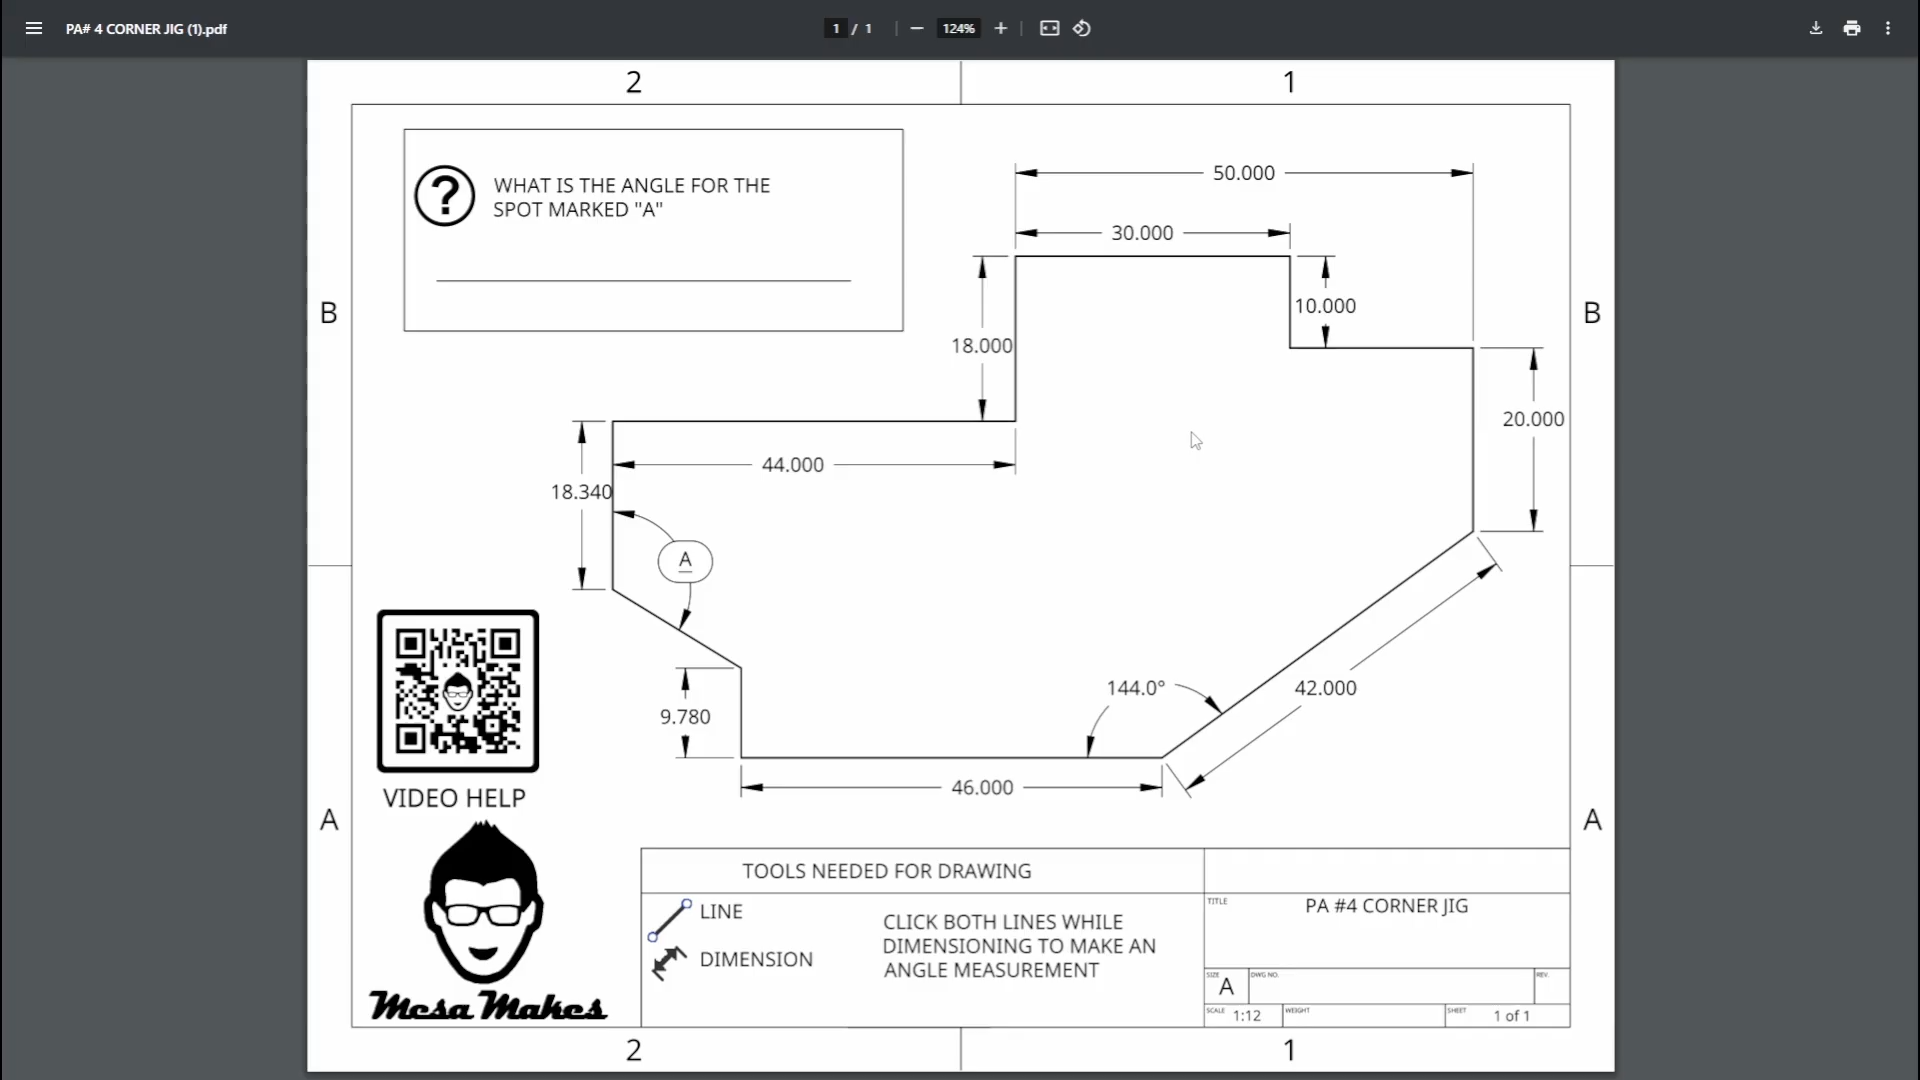 PA# 4 CORNER JIG (1).pdf
1 / 1
124%
2
1
WHAT IS THE ANGLE FOR THE
SPOT MARKED "A"
?
50.000
30.000
B
B
10.000
18.000
20.000
44.000
18.340
A
144.0°
42.000
9.780
46.000
VIDEO HELP
A
A
Mesa Makes
TOOLS NEEDED FOR DRAWING
LINE
DIMENSION
CLICK BOTH LINES WHILE
DIMENSIONING TO MAKE AN
ANGLE MEASUREMENT
TITLE
PA #4 CORNER JIG
SIZE
A
DWG NO.
REV.
SCALE 1:12
WEIGHT
SHEET 1 of 1
2
1